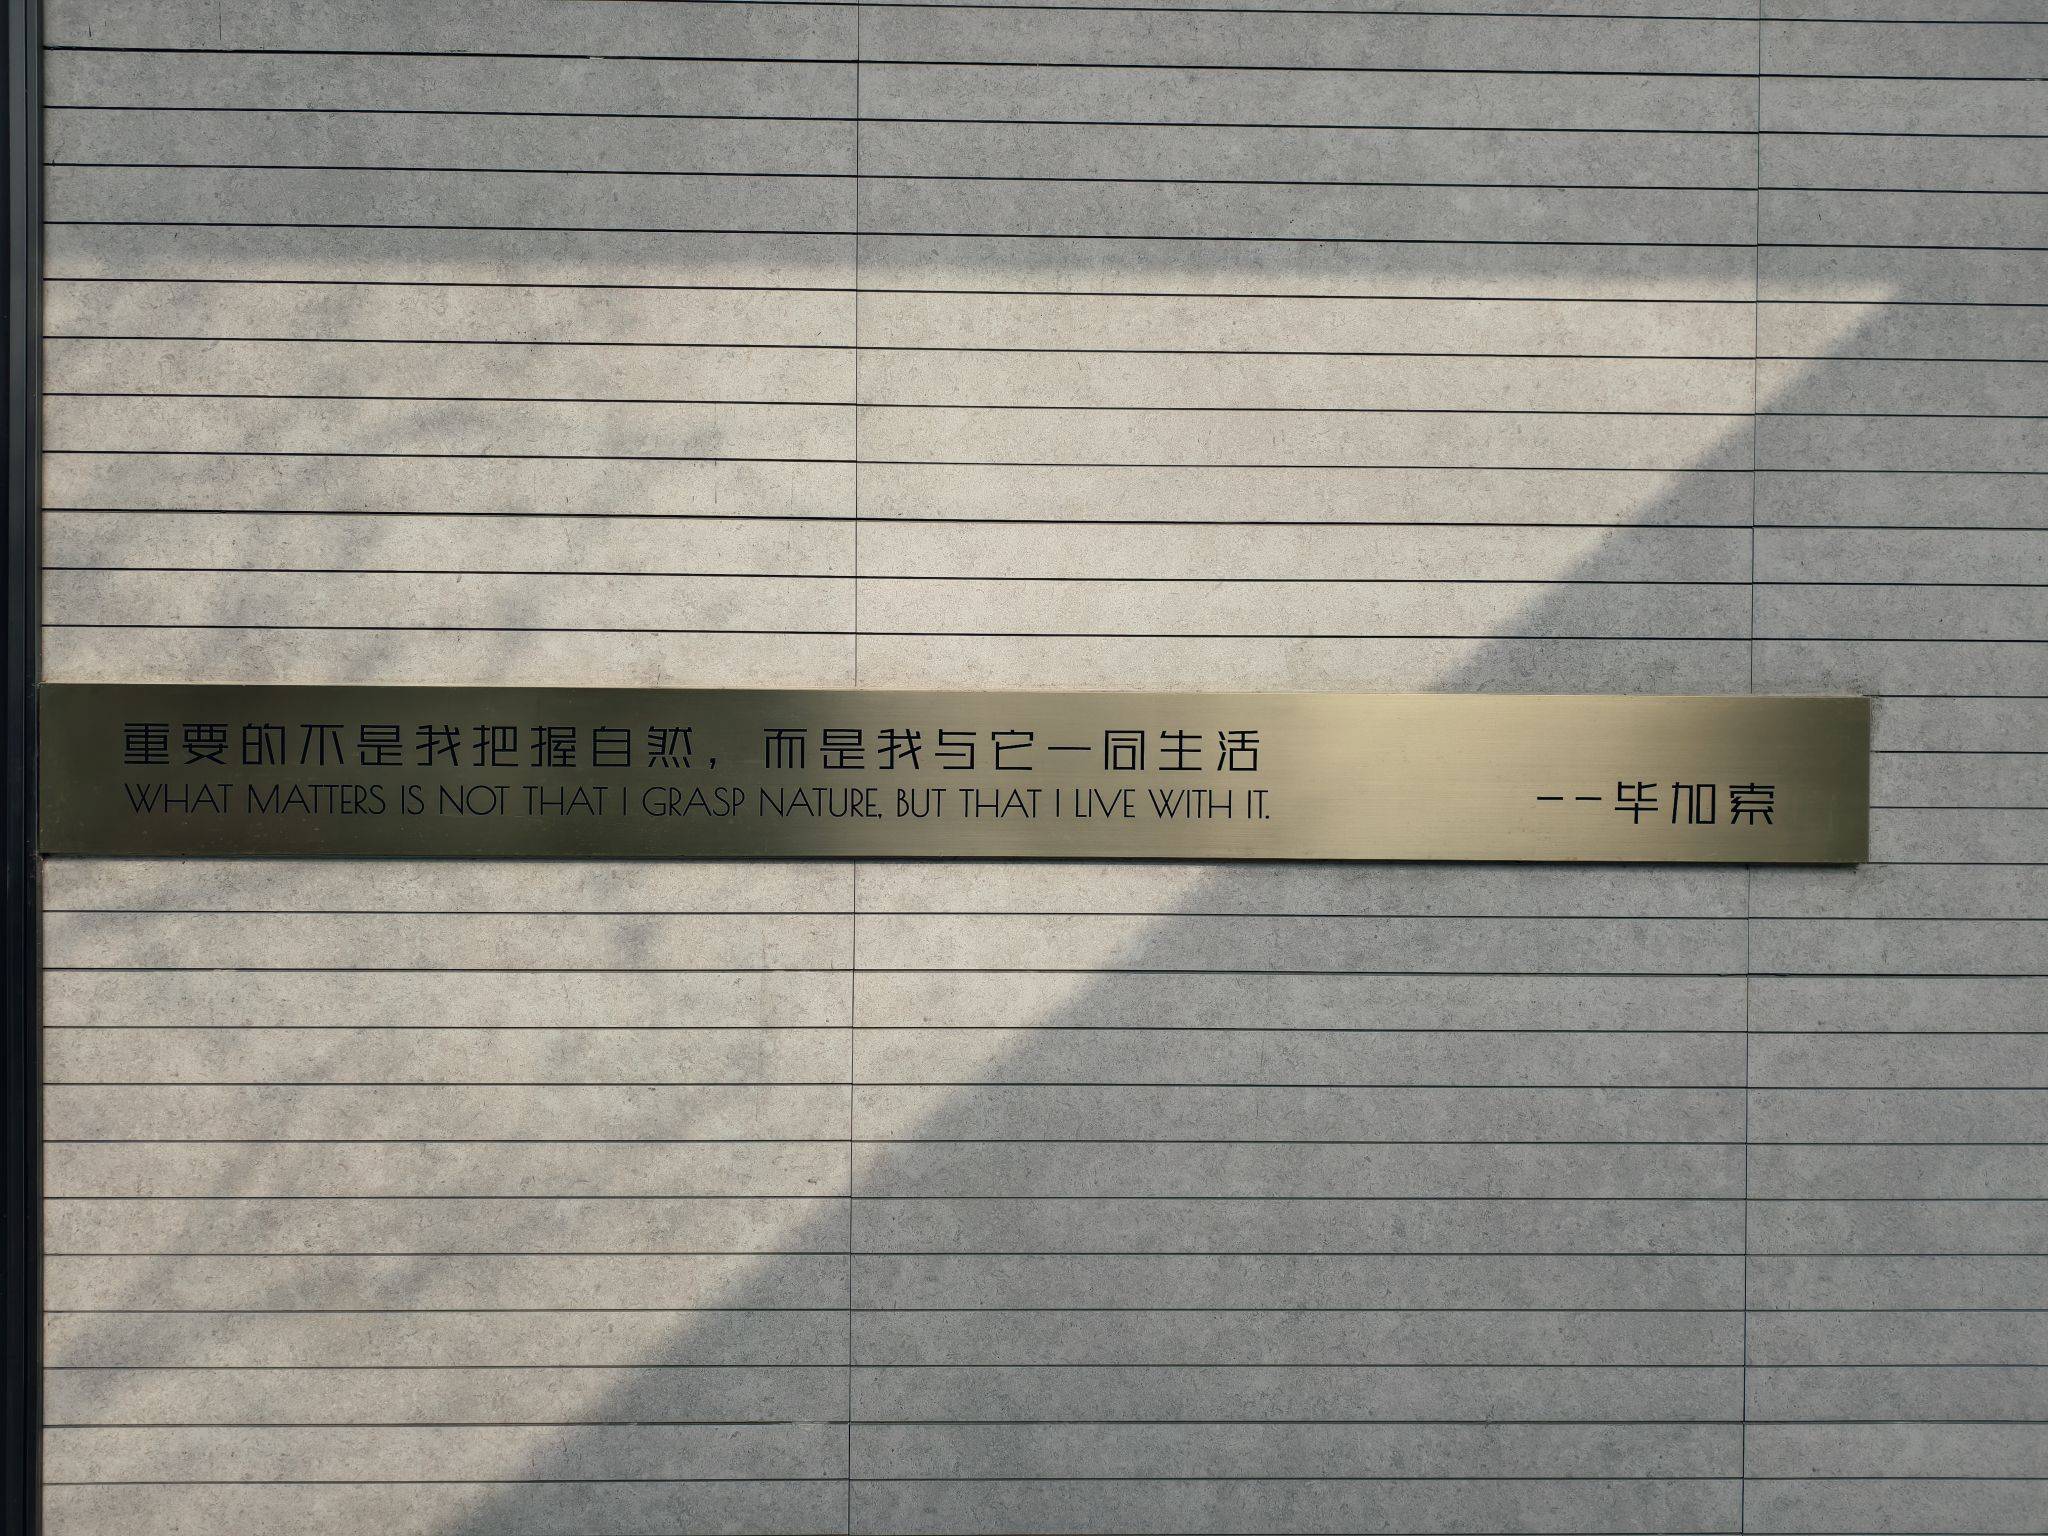 重要的不是我把握自然，而是我与它一同生活
WHAT MATTERS IS NOT THAT I GRASP NATURE, BUT THAT I LIVE WITH IT.
--毕加索